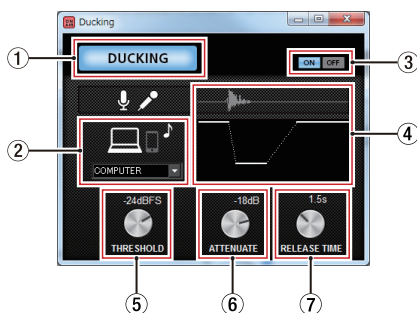 Ducking
DUCKING
ON OFF
COMPUTER
-24dBFS
-18dB
1.5s
THRESHOLD
ATTENUATE
RELEASE TIME
1
2
3
4
5
6
7